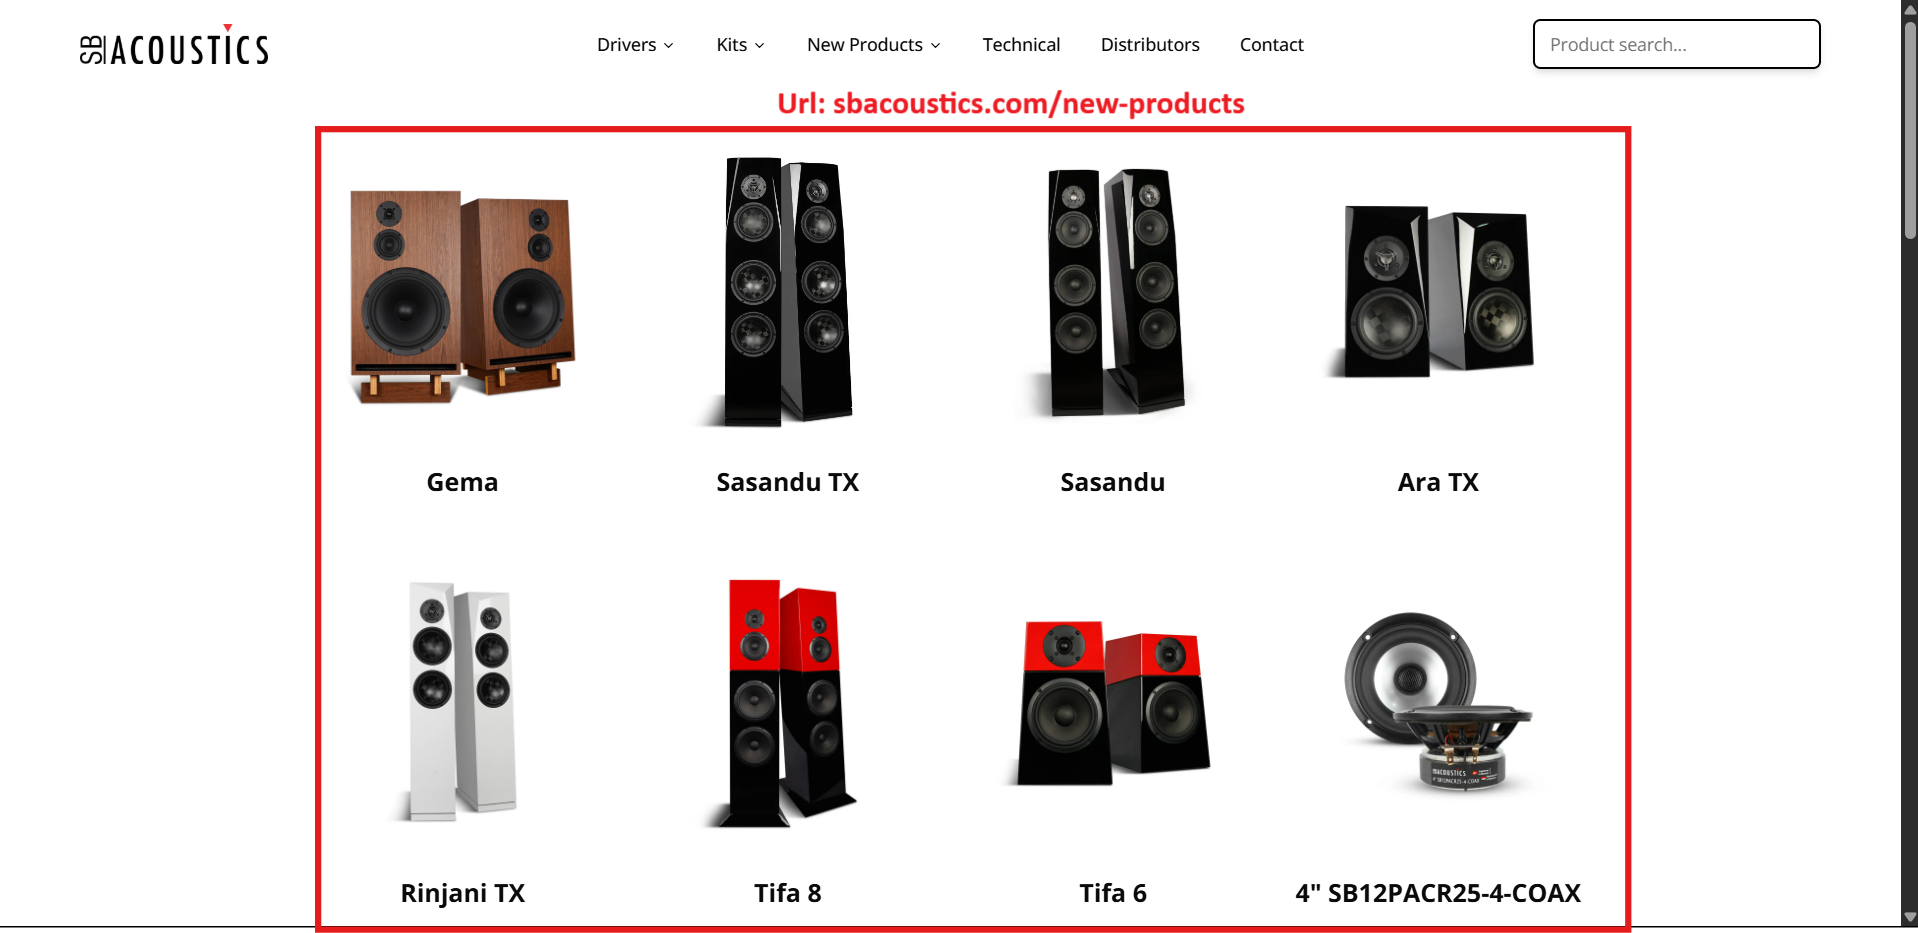 SB ACOUSTICS
Drivers Kits New Products Technical Distributors Contact Product search...
Url: sbacoustics.com/new-products
Gema Sasandu TX Sasandu Ara TX
Rinjani TX Tifa 8 Tifa 6 4" SB12PACR25-4-COAX